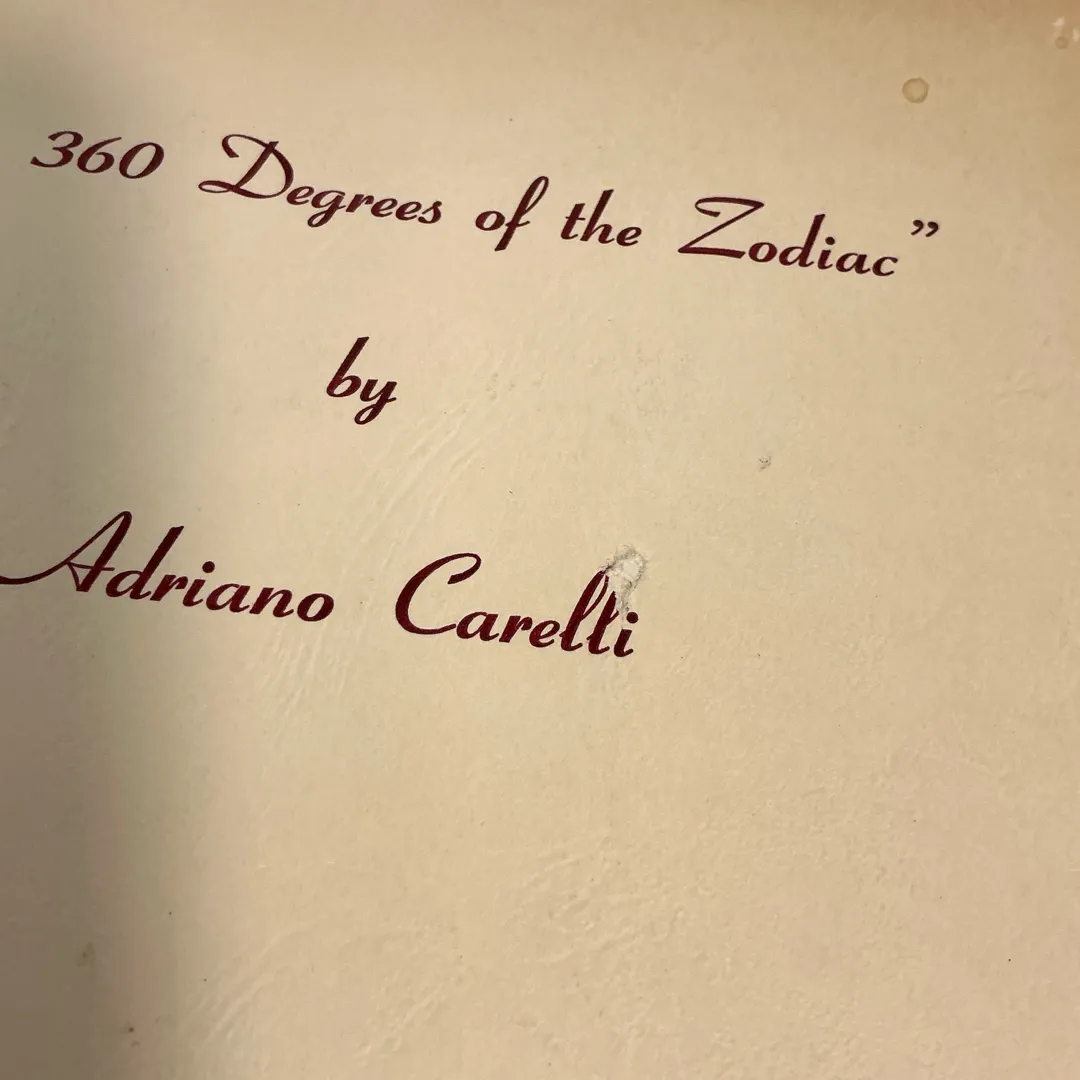 360 Degrees of the Zodiac”
by
Adriano Carelli